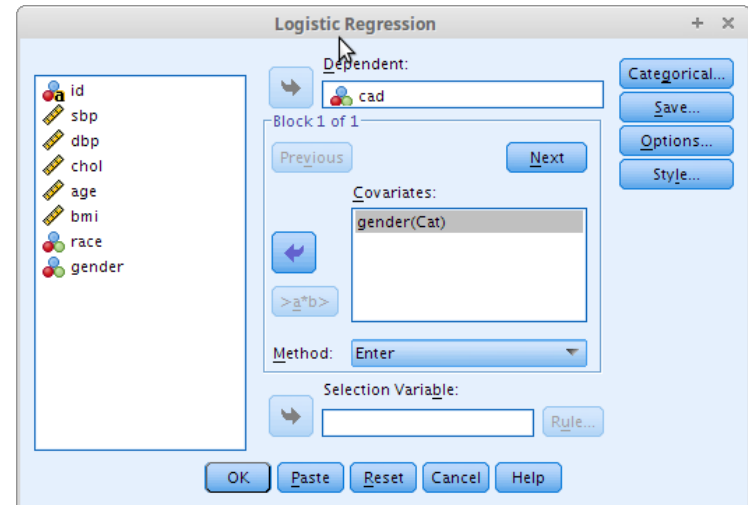 Logistic Regression
Dependent:
cad
Categorical...
Save...
Options...
Style...
id
sbp
dbp
chol
age
bmi
race
gender
Block 1 of 1
Previous
Next
Covariates:
gender(Cat)
>a*b>
Method: Enter
Selection Variable:
Rule...
OK Paste Reset Cancel Help